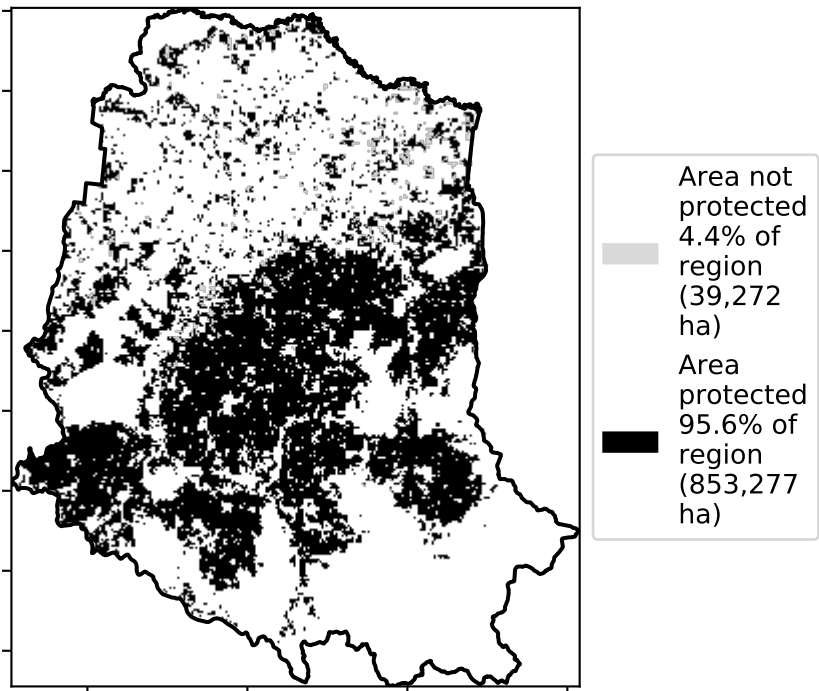 Area not
protected
4.4% of
region
(39,272
ha)
Area
protected
95.6% of
region
(853,277
ha)